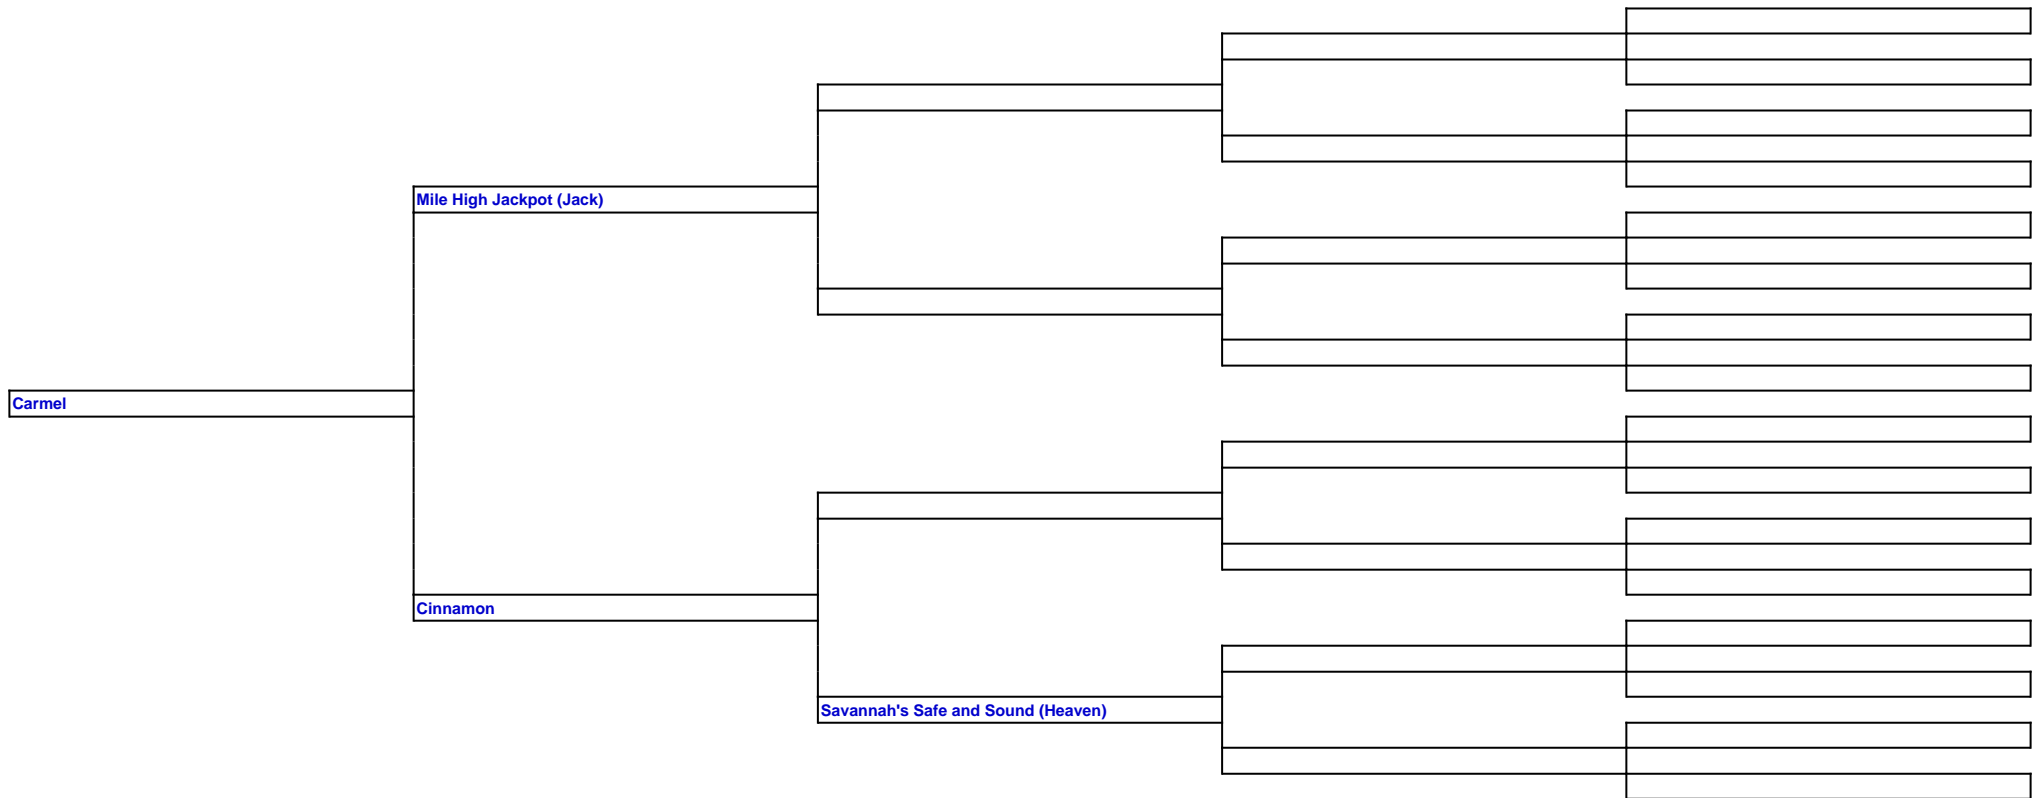 Mile High Jackpot (Jack)
Carmel
Cinnamon
Savannah's Safe and Sound (Heaven)